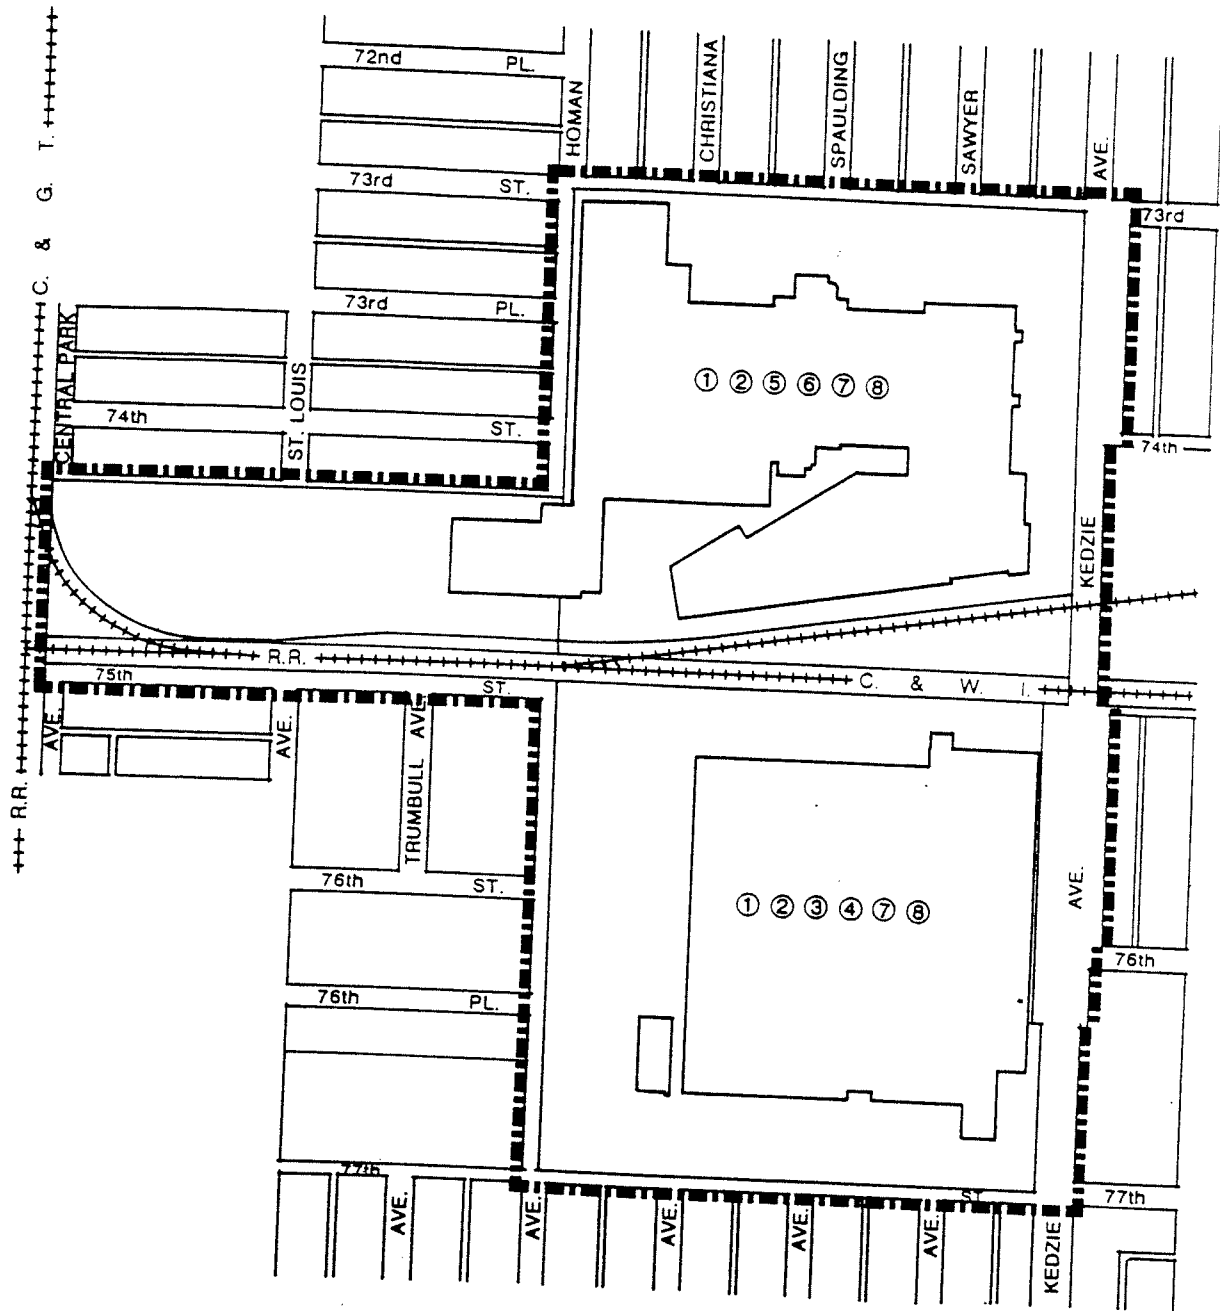 72nd PL.
HOMAN
CHRISTIANA
SPAULDING
SAWYER
AVE.
C. & G. T.
73rd ST.
73rd
73rd PL.
CENTRAL PARK
ST. LOUIS
① ② ⑤ ⑥ ⑦ ⑧
74th ST.
74th
KEDZIE
R.R.
C. & W. I.
75th ST.
AVE.
AVE.
TRUMBULL AVE.
R.R.
76th ST.
AVE.
① ② ③ ④ ⑦ ⑧
76th
76th PL.
77th ST.
77th
AVE.
AVE.
AVE.
AVE.
AVE.
KEDZIE